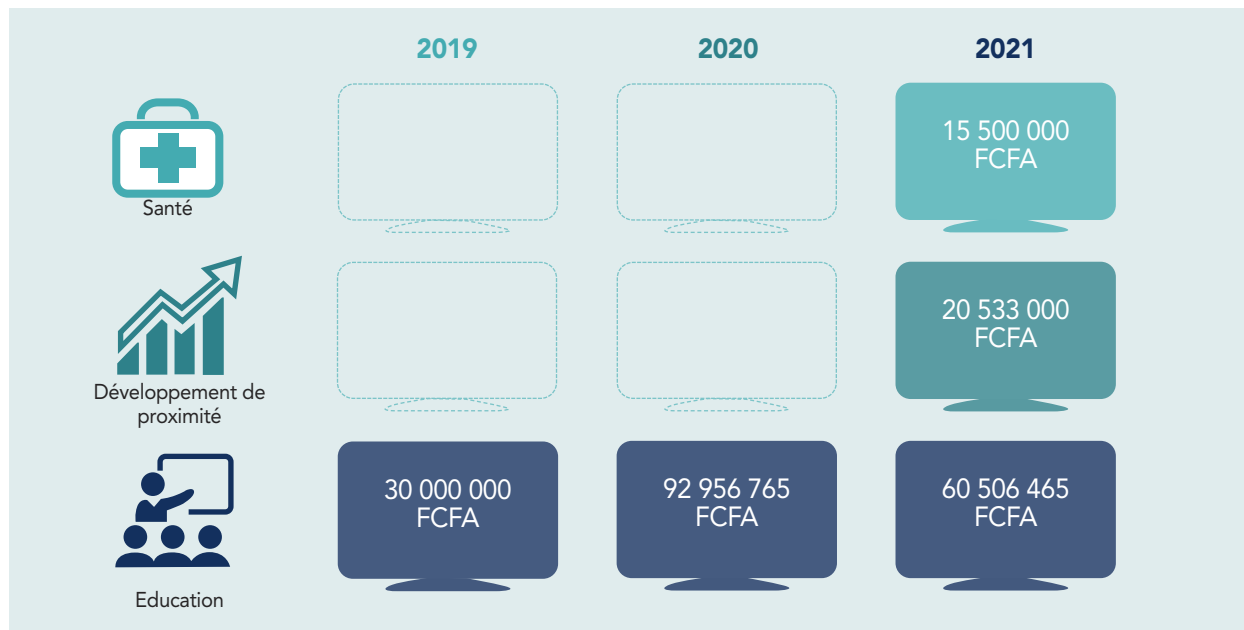 2019 2020 2021
Santé
15 500 000
FCFA
Développement de
proximité
20 533 000
FCFA
Education
30 000 000
FCFA
92 956 765
FCFA
60 506 465
FCFA